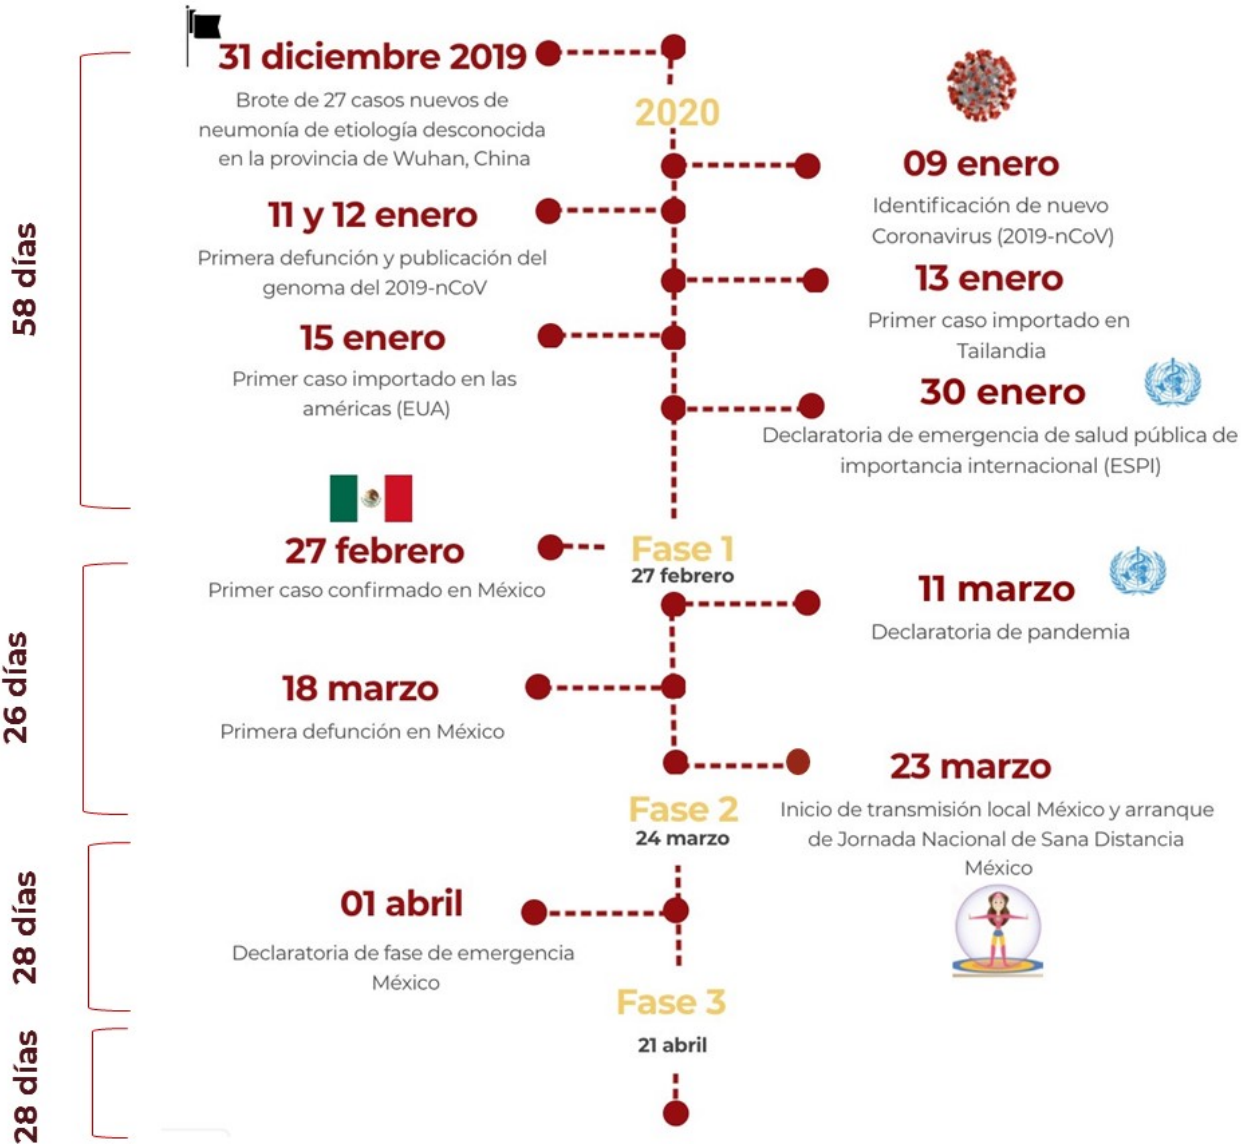 31 diciembre 2019
Brote de 27 casos nuevos de
neumonía de etiología desconocida
en la provincia de Wuhan, China
2020
09 enero
Identificación de nuevo
Coronavirus (2019-nCoV)
11 y 12 enero
Primera defunción y publicación del
genoma del 2019-nCoV
13 enero
Primer caso importado en
Tailandia
15 enero
Primer caso importado en las
américas (EUA)
30 enero
Declaratoria de emergencia de salud pública de
importancia internacional (ESPI)
58 días
27 febrero
Primer caso confirmado en México
Fase 1
27 febrero
11 marzo
Declaratoria de pandemia
18 marzo
Primera defunción en México
23 marzo
Inicio de transmisión local México y arranque
de Jornada Nacional de Sana Distancia
México
26 días
Fase 2
24 marzo
01 abril
Declaratoria de fase de emergencia
México
28 días
Fase 3
21 abril
28 días